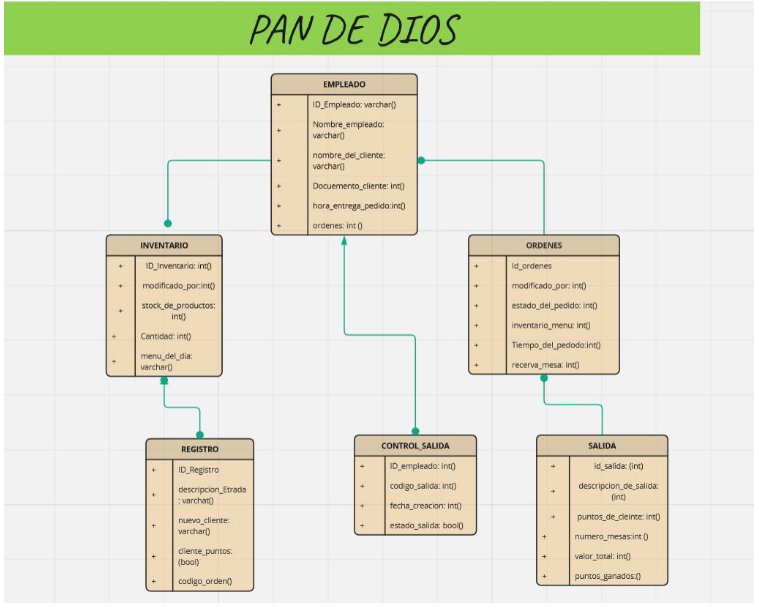 PAN DE DIOS
EMPLEADO
+ ID_Empleado: varchar()
+ Nombre_empleado:
varchar()
+ nombre_del_cliente:
varchar()
+ Docuemento_cliente: int()
+ hora_entrega_pedido:int()
+ ordenes: int ()
INVENTARIO
+ ID_Inventario: int()
+ modificado_por:int()
+ stock_de_productos:
int()
+ Cantidad: int()
+ menu_del_dia:
varchar()
ORDENES
+ Id_ordenes
+ modificado_por: int()
+ estado_del_pedido: int()
+ inventario_menu: int()
+ Tiempo_del_pedodo:int()
+ recerva_mesa: int()
REGISTRO
+ ID_Registro
+ descripcion_Etrada
: varchat()
+ nuevo_cliente:
varchar()
+ cliente_puntos:
(bool)
+ codigo_orden()
CONTROL_SALIDA
+ ID_empleado: int()
+ codigo_salida: int()
+ fecha_creacion: int()
+ estado_salida: bool()
SALIDA
+ id_salida: (int)
+ descripcion_de_salida:
(int)
+ puntos_de_cleinte: int()
+ numero_mesas:int ()
+ valor_total: int()
+ puntos_ganados:()